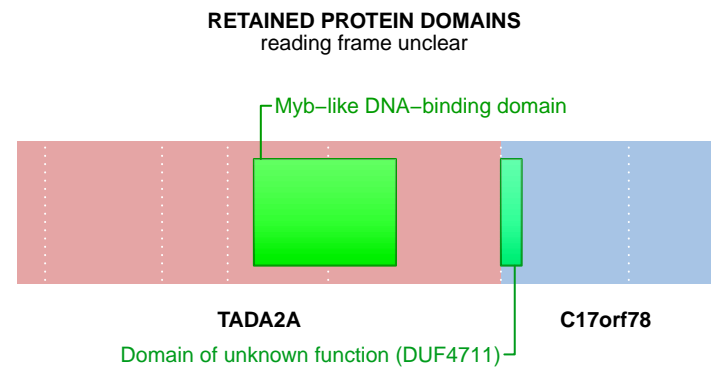 RETAINED PROTEIN DOMAINS
reading frame unclear
Myb−like DNA−binding domain
TADA2A
C17orf78
Domain of unknown function (DUF4711)